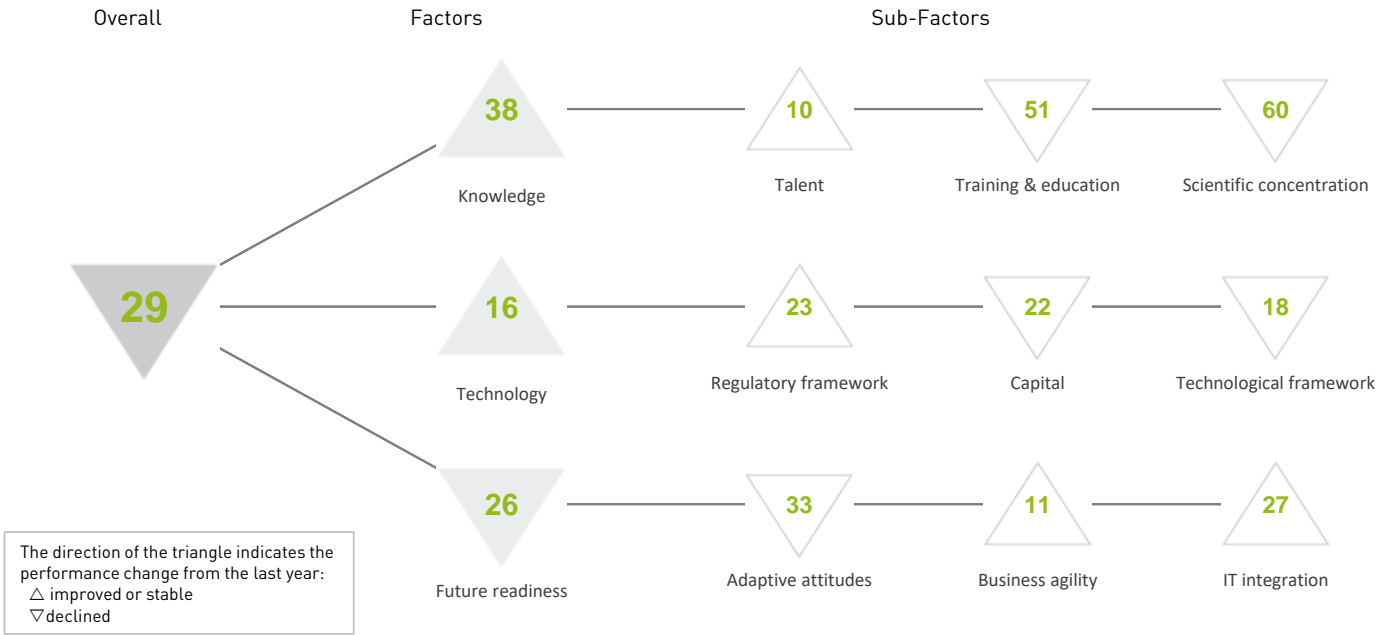 Overall
Factors
Sub-Factors
38
10
51
60
Knowledge
Talent
Training & education
Scientific concentration
29
16
23
22
18
Technology
Regulatory framework
Capital
Technological framework
26
33
11
27
Future readiness
Adaptive attitudes
Business agility
IT integration
The direction of the triangle indicates the
performance change from the last year:
△ improved or stable
▽ declined